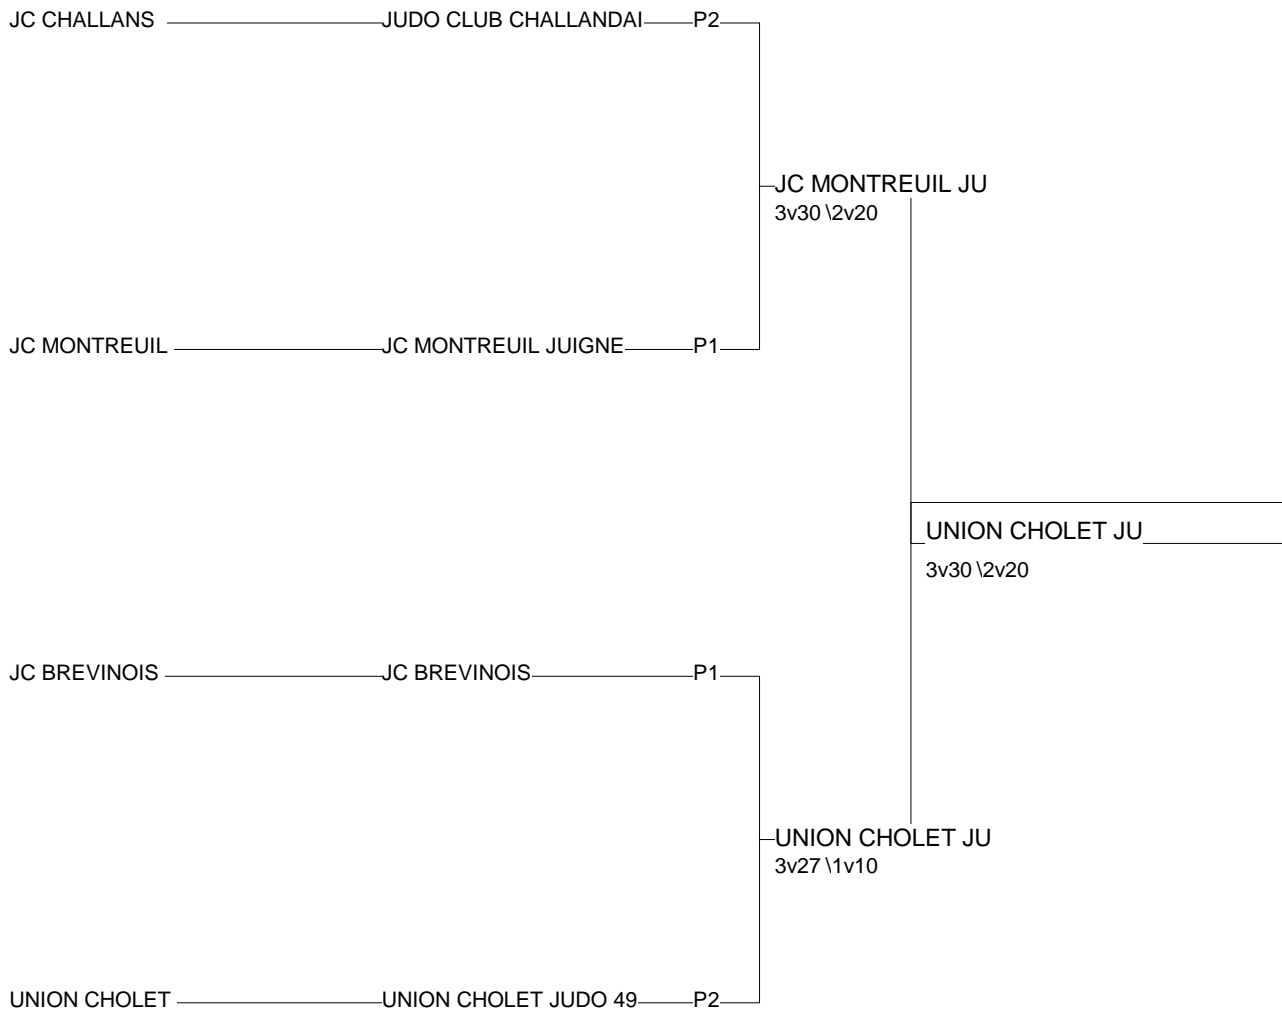 JC CHALLANS JUDO CLUB CHALLANDAI P2
JC MONTREUIL JU
3v30 \2v20
JC MONTREUIL JC MONTREUIL JUIGNE P1
UNION CHOLET JU
3v30 \2v20
JC BREVINOIS JC BREVINOIS P1
UNION CHOLET JU
3v27 \1v10
UNION CHOLET UNION CHOLET JUDO 49 P2